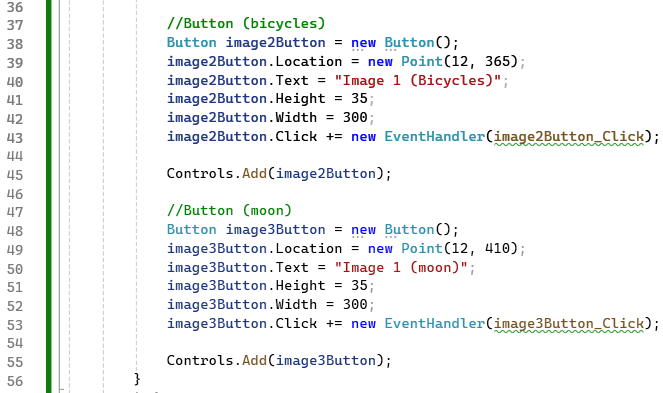 36
37 //Button (bicycles)
38 Button image2Button = new Button();
39 image2Button.Location = new Point(12, 365);
40 image2Button.Text = "Image 1 (Bicycles)";
41 image2Button.Height = 35;
42 image2Button.Width = 300;
43 image2Button.Click += new EventHandler(image2Button_Click);
44
45 Controls.Add(image2Button);
46
47 //Button (moon)
48 Button image3Button = new Button();
49 image3Button.Location = new Point(12, 410);
50 image3Button.Text = "Image 1 (moon)";
51 image3Button.Height = 35;
52 image3Button.Width = 300;
53 image3Button.Click += new EventHandler(image3Button_Click);
54
55 Controls.Add(image3Button);
56 }